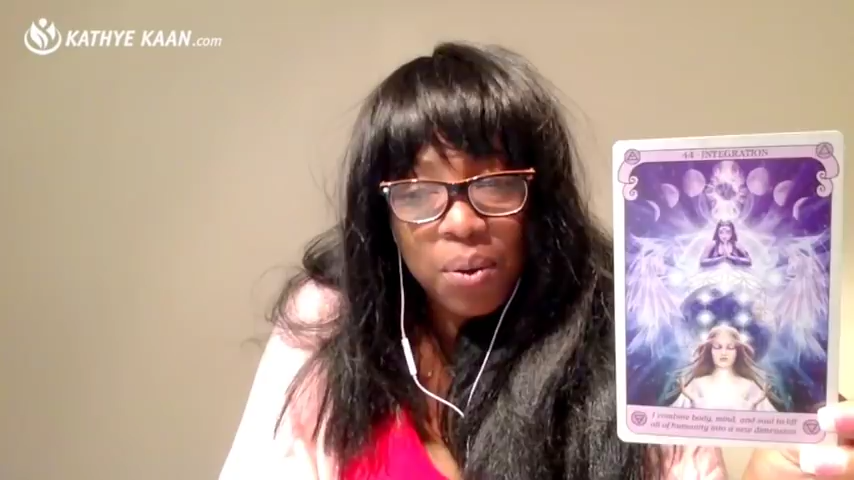 KATHYE KAAN.com
44 · INTEGRATION
I combine body, mind, and soul to lift
all of humanity into a new dimension